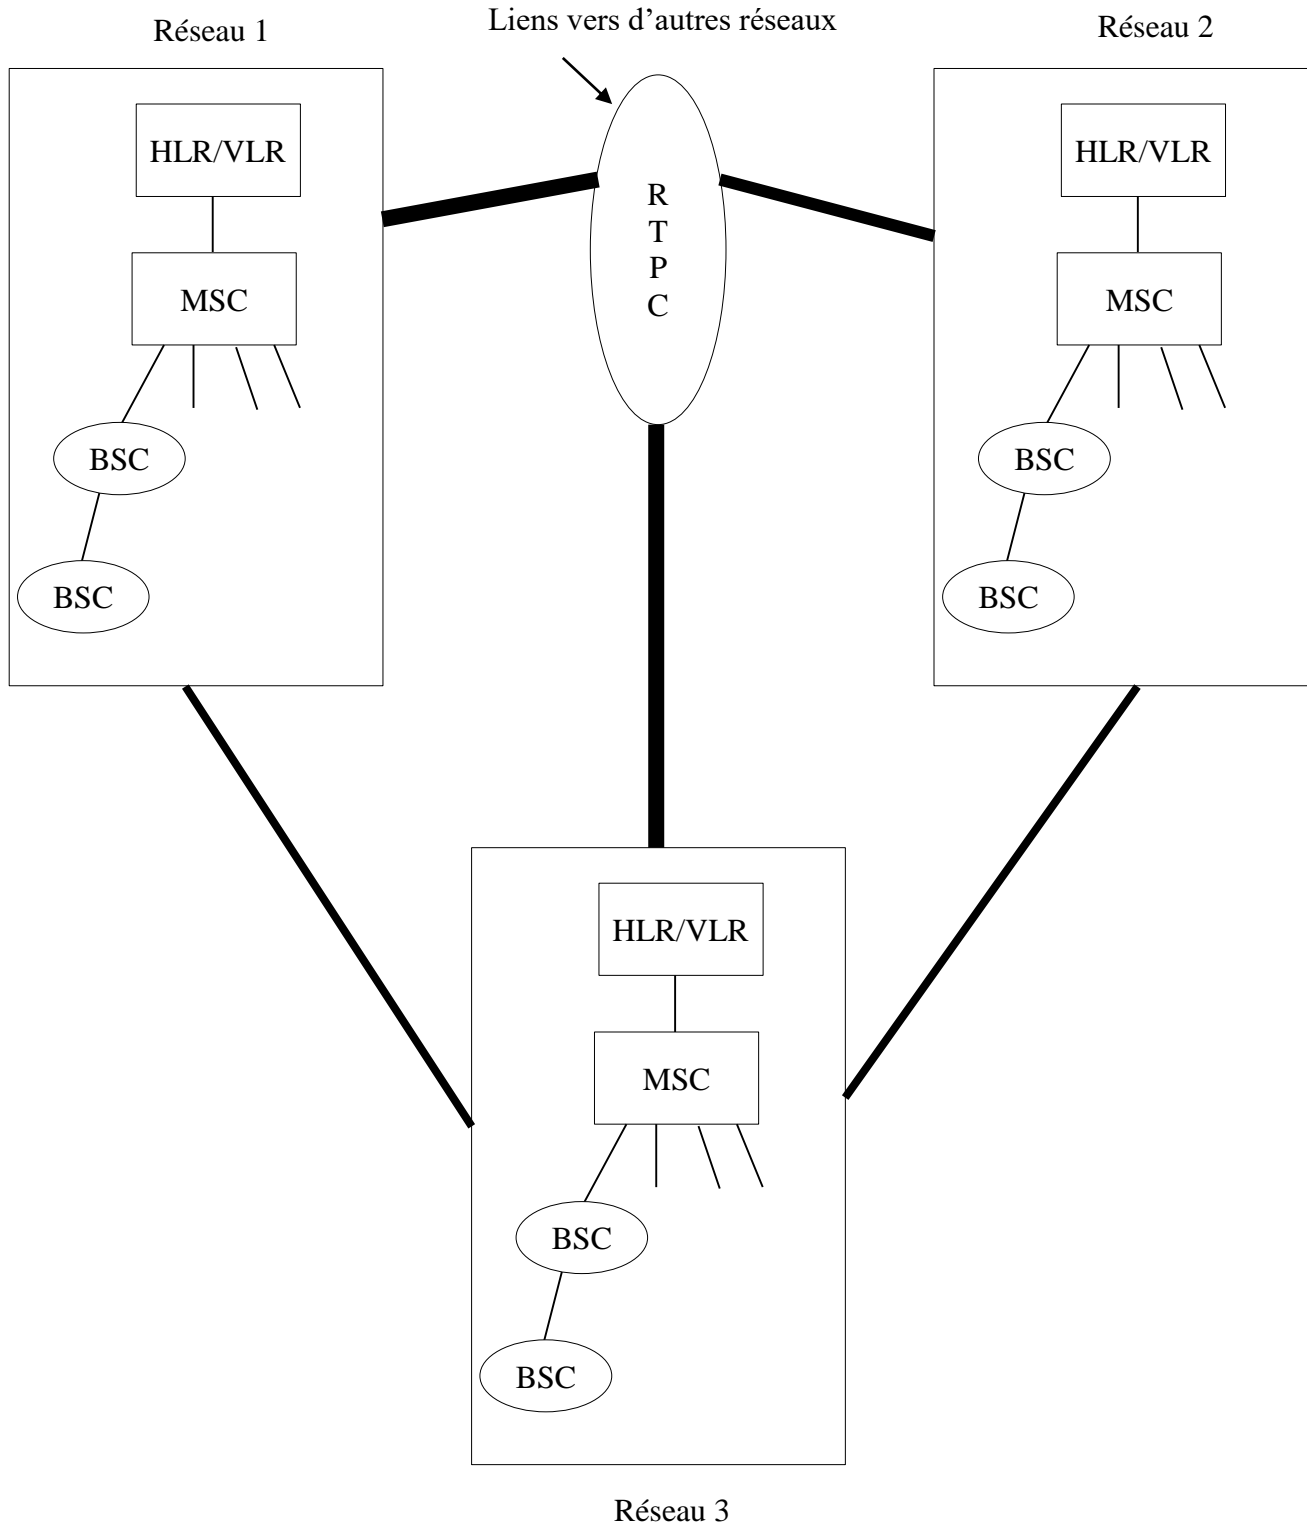 Réseau 1
Liens vers d’autres réseaux
Réseau 2
HLR/VLR
MSC
BSC
BSC
R
T
P
C
HLR/VLR
MSC
BSC
BSC
HLR/VLR
MSC
BSC
BSC
Réseau 3